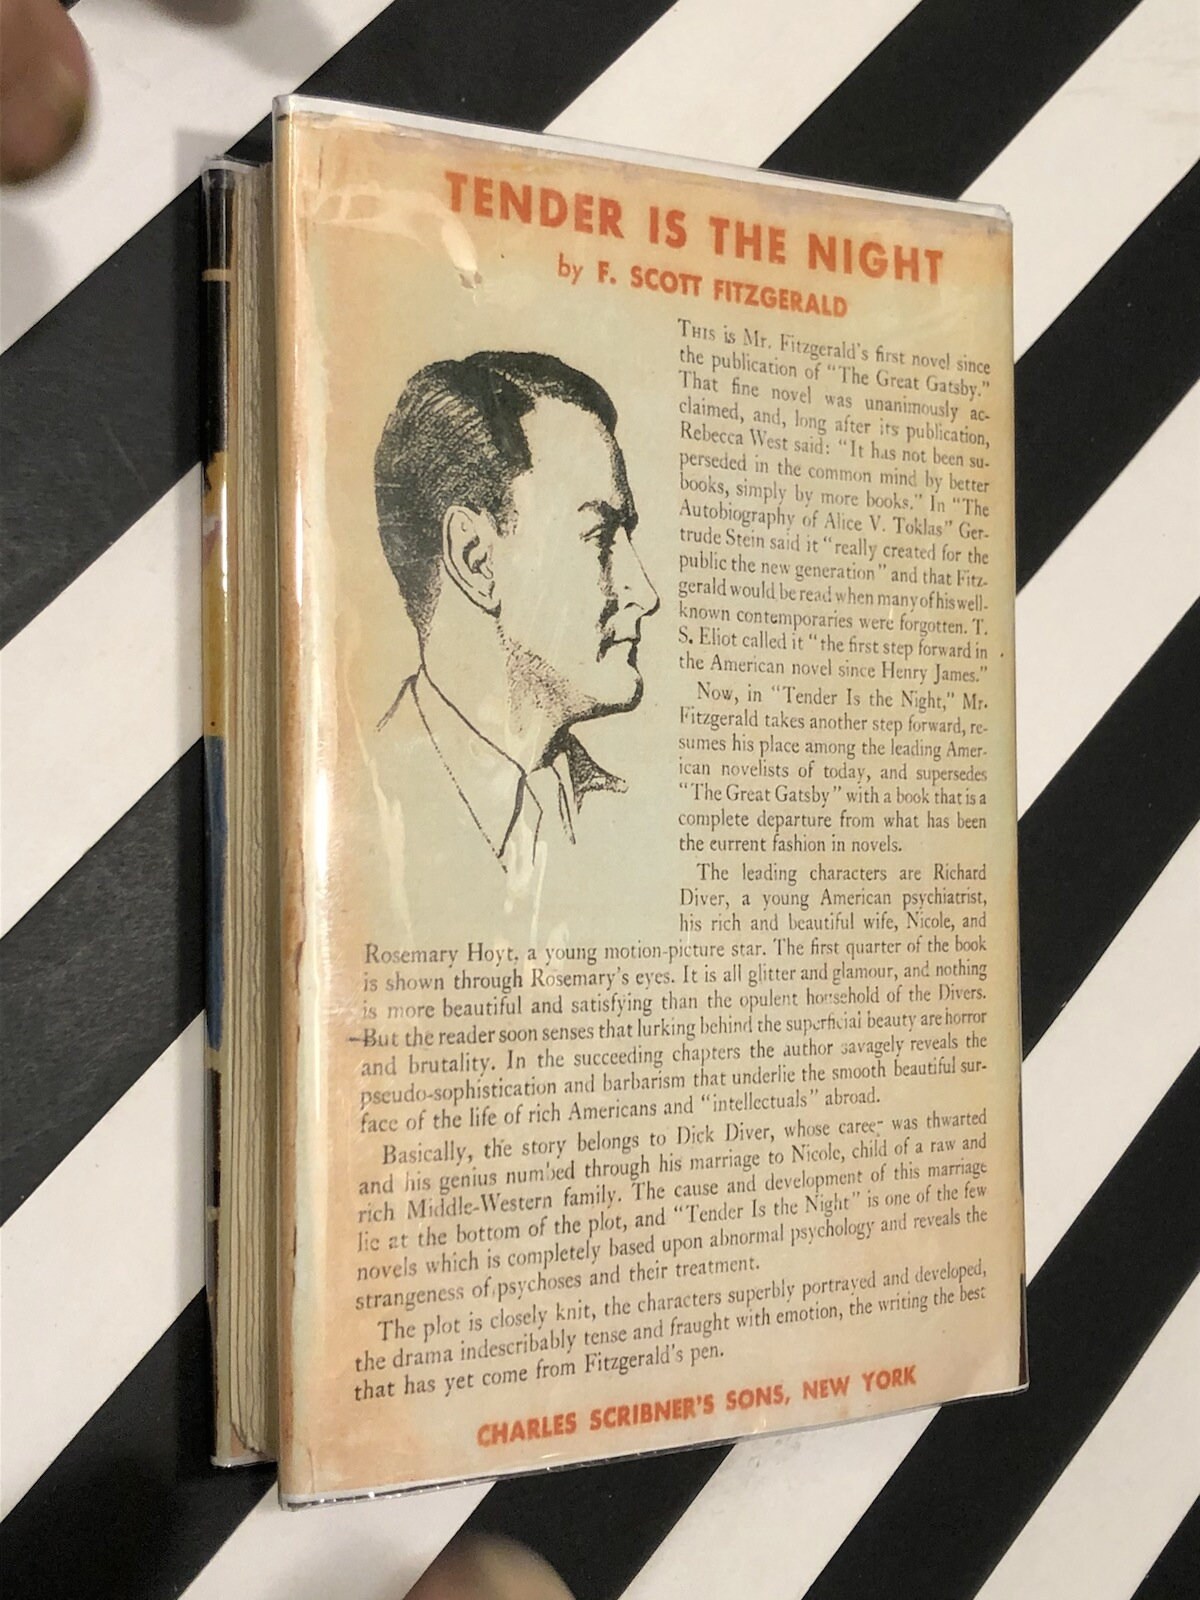 TENDER IS THE NIGHT
by F. SCOTT FITZGERALD
THIS is Mr. Fitzgerald's first novel since
the publication of "The Great Gatsby."
That fine novel was unanimously ac-
claimed, and, long after its publication,
Rebecca West said: "It has not been su-
perseded in the common mind by better
books, simply by more books." In "The
Autobiography of Alice V. Toklas" Ger-
trude Stein said it "really created for the
public the new generation" and that Fitz-
gerald would be read when many of his well-
known contemporaries were forgotten. T.
S. Eliot called it "the first step forward in
the American novel since Henry James."
Now, in "Tender Is the Night," Mr.
Fitzgerald takes another step forward, re-
sumes his place among the leading Amer-
ican novelists of today, and supersedes
"The Great Gatsby" with a book that is a
complete departure from what has been
the current fashion in novels.
The leading characters are Richard
Diver, a young American psychiatrist,
his rich and beautiful wife, Nicole, and
Rosemary Hoyt, a young motion-picture star. The first quarter of the book
is shown through Rosemary's eyes. It is all glitter and glamour, and nothing
is more beautiful and satisfying than the opulent household of the Divers.
But the reader soon senses that lurking behind the superficial beauty are horror
and brutality. In the succeeding chapters the author savagely reveals the
pseudo-sophistication and barbarism that underlie the smooth beautiful sur-
face of the life of rich Americans and "intellectuals" abroad.
Basically, the story belongs to Dick Diver, whose career was thwarted
and his genius numbed through his marriage to Nicole, child of a raw and
rich Middle-Western family. The cause and development of this marriage
lie at the bottom of the plot, and "Tender Is the Night" is one of the few
novels which is completely based upon abnormal psychology and reveals the
strangeness of psychoses and their treatment.
The plot is closely knit, the characters superbly portrayed and developed,
the drama indescribably tense and fraught with emotion, the writing the best
that has yet come from Fitzgerald's pen.
CHARLES SCRIBNER'S SONS, NEW YORK